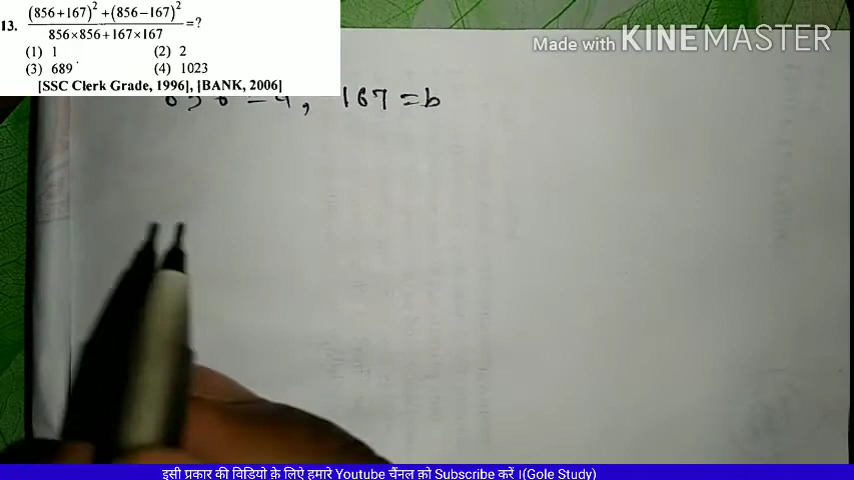 13. (856+167)² +(856−167)² / 856×856+167×167 =?
(1) 1 (2) 2
(3) 689 (4) 1023
[SSC Clerk Grade, 1996], [BANK, 2006]
Made with KINEMASTER
167 = b
इसी प्रकार की विडियो के लिऐ हमारे Youtube चैंनल को Subscribe करें ।(Gole Study)